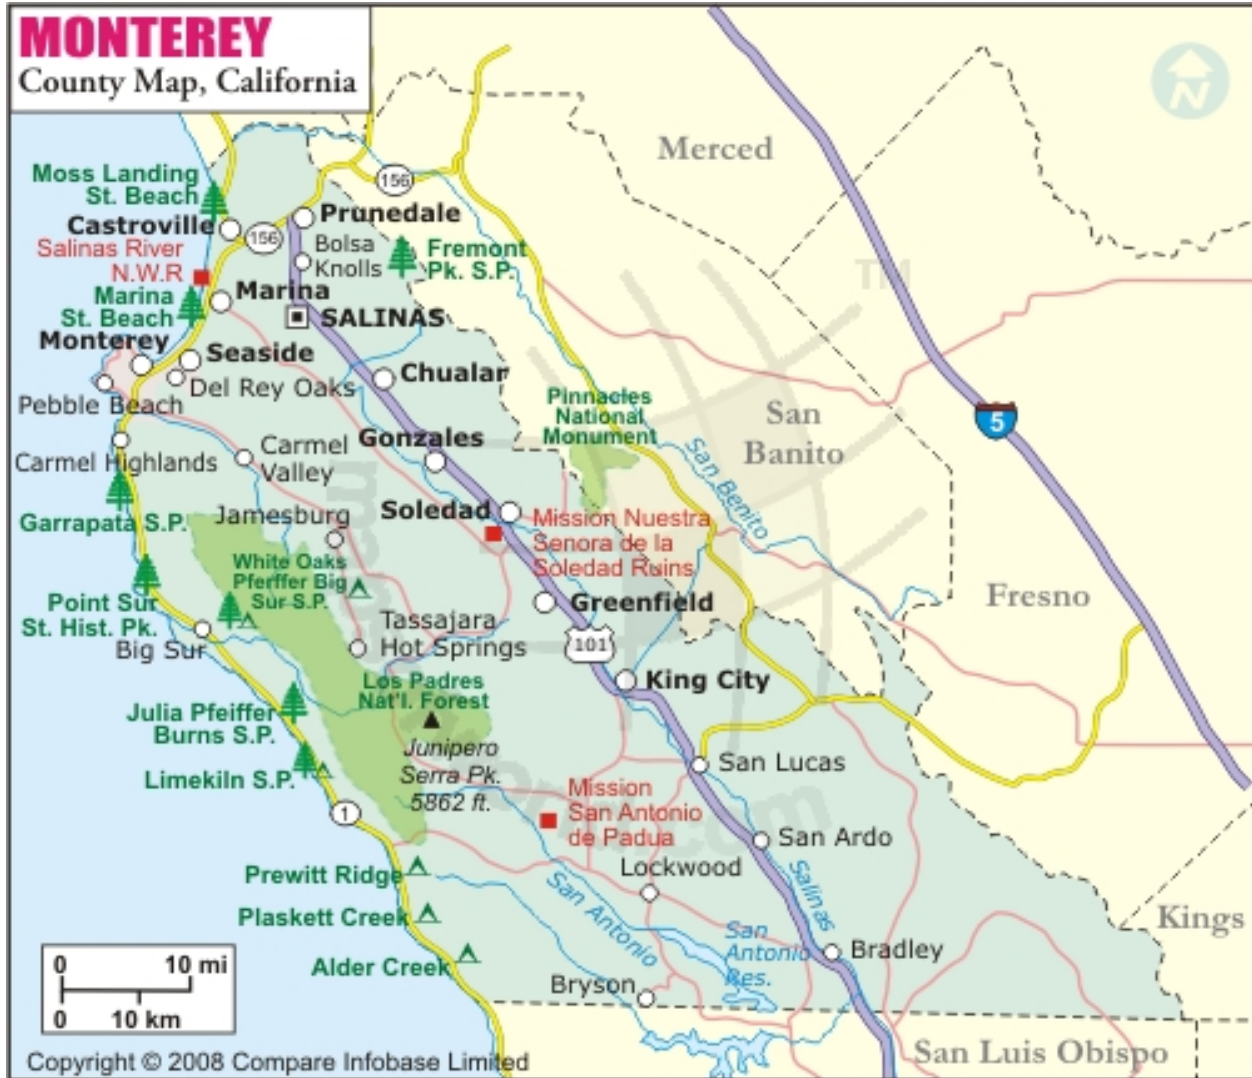 MONTEREY
County Map, California
N
Merced
Moss Landing
St. Beach
156
Castroville
Prunedale
156
Salinas River
N.W.R
Bolsa
Knolls
Fremont
Pk. S.P.
TM
Marina
St. Beach
Marina
SALINAS
Monterey
Seaside
Del Rey Oaks
Chualar
Pebble Beach
Pinnacles
National
Monument
San
Banito
5
Carmel Highlands
Carmel
Valley
Gonzales
San Benito
Garrapata S.P.
Jamesburg
Soledad
Mission Nuestra
Senora de la
Soledad Ruins
White Oaks
Pferffer Big
Sur S.P.
Fresno
Point Sur
St. Hist. Pk.
Big Sur
Tassajara
Hot Springs
Greenfield
101
King City
Los Padres
Nat'l. Forest
Junipero
Serra Pk.
5862 ft.
Julia Pfeiffer
Burns S.P.
Limekiln S.P.
San Lucas
Mission
San Antonio
de Padua
1
San Ardo
Lockwood
Prewitt Ridge
Plaskett Creek
Alder Creek
San Antonio
Salinas
San
Antonio
Res.
Bradley
Kings
Bryson
0 10 mi
0 10 km
San Luis Obispo
Copyright © 2008 Compare Infobase Limited